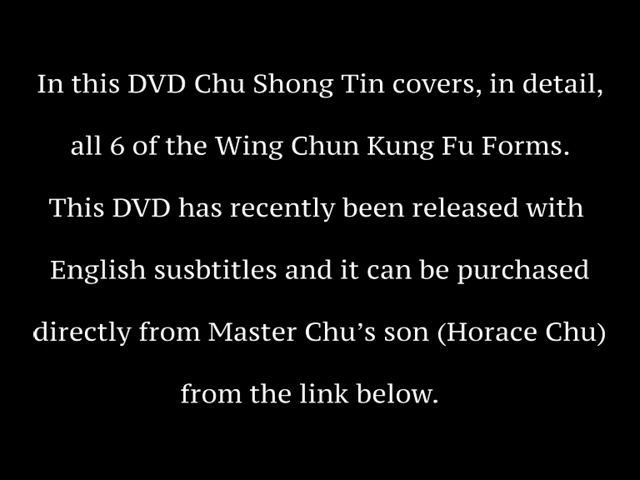 In this DVD Chu Shong Tin covers, in detail,
all 6 of the Wing Chun Kung Fu Forms.
This DVD has recently been released with
English susbtitles and it can be purchased
directly from Master Chu’s son (Horace Chu)
from the link below.